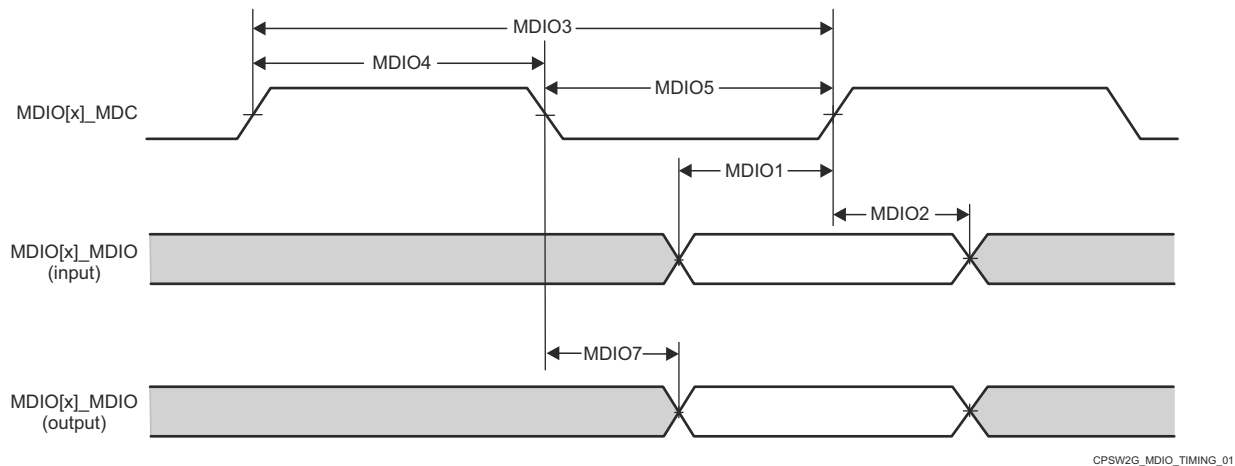 MDIO3
MDIO4
MDIO5
MDIO[x]_MDC
MDIO1
MDIO2
MDIO[x]_MDIO
(input)
MDIO7
MDIO[x]_MDIO
(output)
CPSW2G_MDIO_TIMING_01